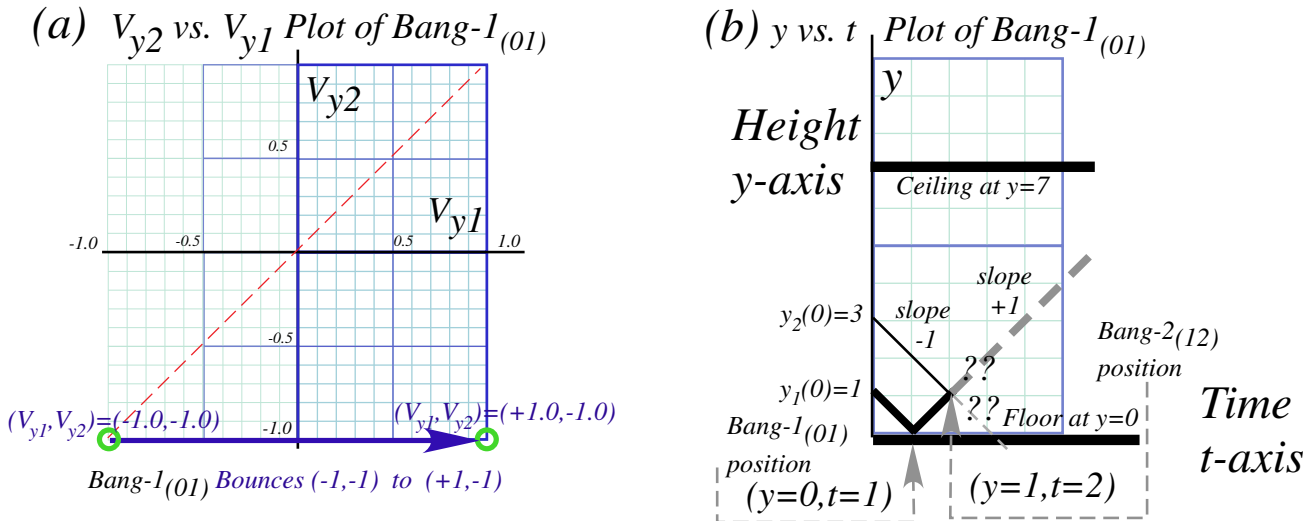 (a) Vy2 vs. Vy1 Plot of Bang-1(01)
Vy2
0.5
Vy1
-1.0
-0.5
0.5
1.0
-0.5
(Vy1,Vy2)=(-1.0,-1.0)
-1.0
(Vy1,Vy2)=(+1.0,-1.0)
Bang-1(01) Bounces (-1,-1) to (+1,-1)
(b) y vs. t Plot of Bang-1(01)
y
Height
y-axis
Ceiling at y=7
slope
+1
y2(0)=3
slope
-1
Bang-2(12)
position
??
y1(0)=1
??
Floor at y=0
Time
t-axis
Bang-1(01)
position
(y=0,t=1)
(y=1,t=2)